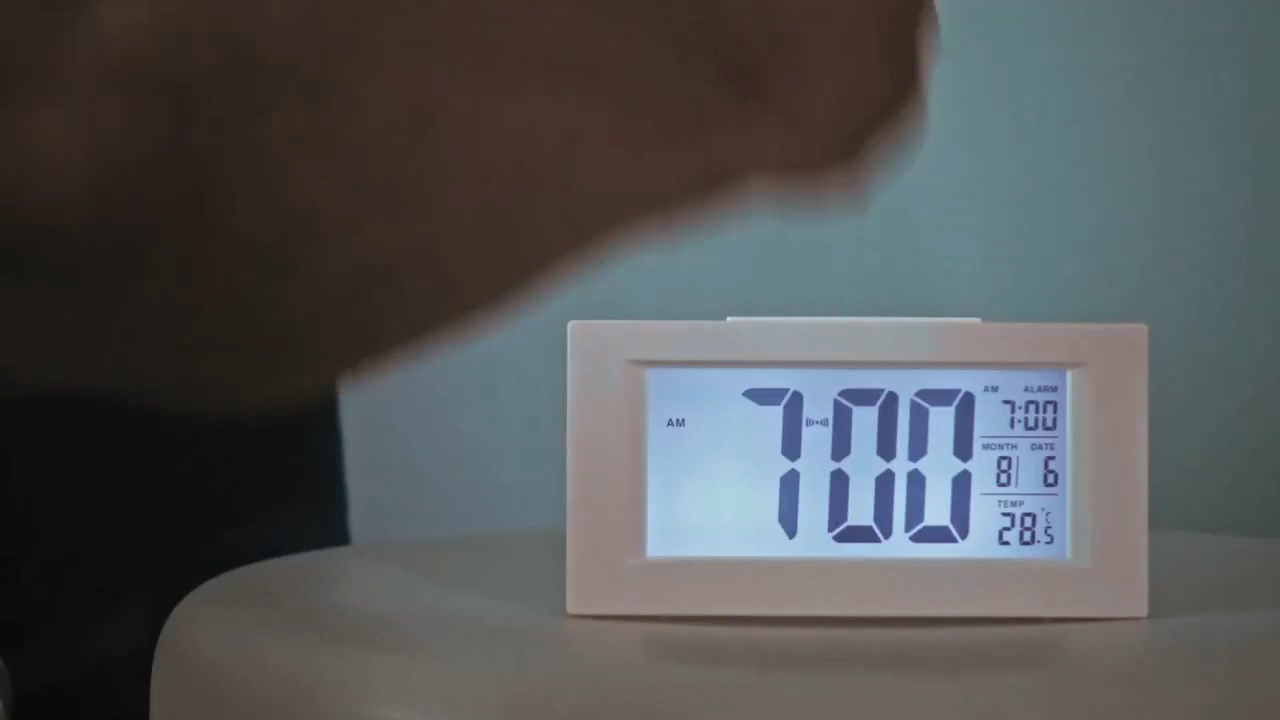 AM 7:00
AM ALARM
7:00
MONTH DATE
8 6
TEMP
28.5 °C